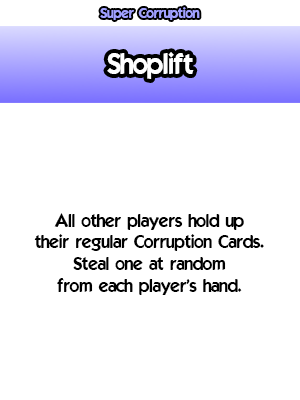 Super Corruption
Shoplift
All other players hold up
their regular Corruption Cards.
Steal one at random
from each player's hand.